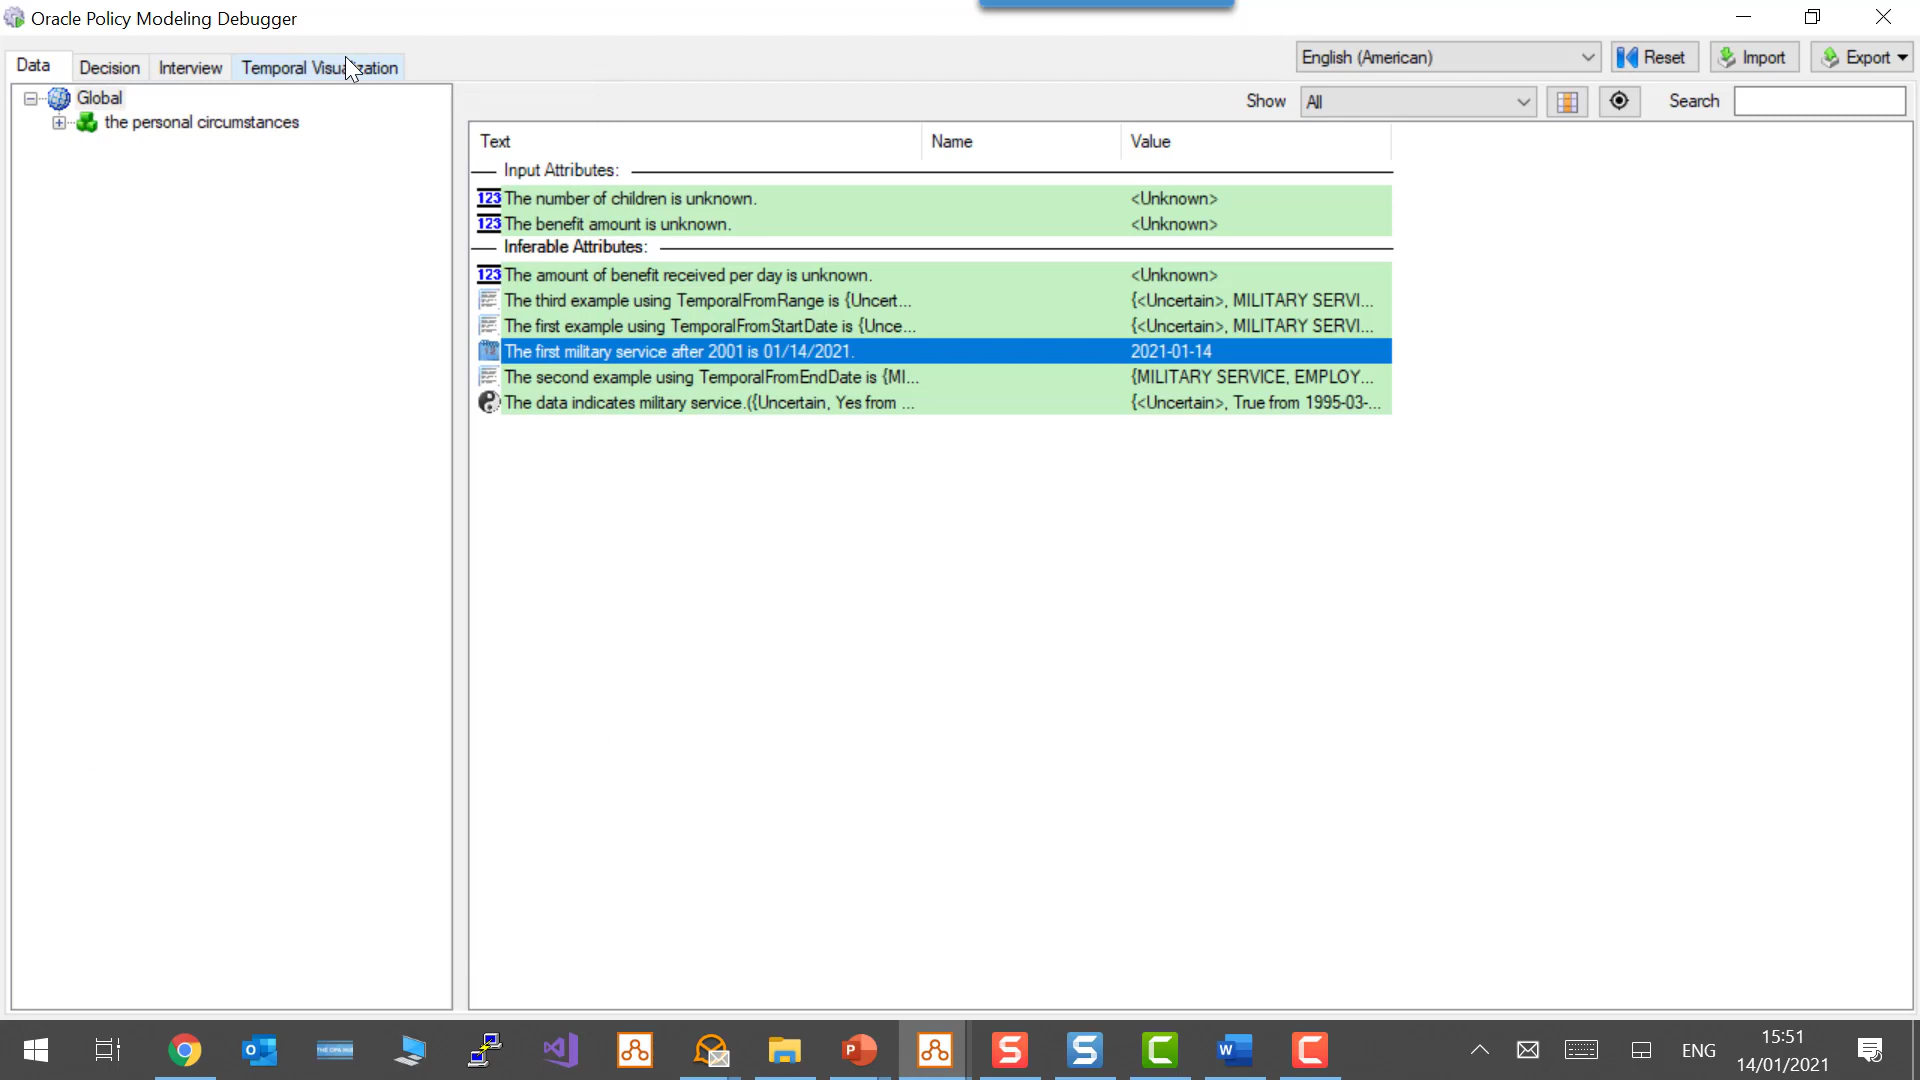 Oracle Policy Modeling Debugger
Data Decision Interview Temporal Visualization
English (American) Reset Import Export
Global
the personal circumstances
Show All Search
Text Name Value
Input Attributes:
123 The number of children is unknown. <Unknown>
123 The benefit amount is unknown. <Unknown>
Inferable Attributes:
123 The amount of benefit received per day is unknown. <Unknown>
The third example using TemporalFromRange is {Uncert... {<Uncertain>, MILITARY SERVI...
The first example using TemporalFromStartDate is {Unce... {<Uncertain>, MILITARY SERVI...
The first military service after 2001 is 01/14/2021. 2021-01-14
The second example using TemporalFromEndDate is {MI... {MILITARY SERVICE, EMPLOY...
The data indicates military service.({Uncertain, Yes from ... {<Uncertain>, True from 1995-03-...
ENG
15:51
14/01/2021